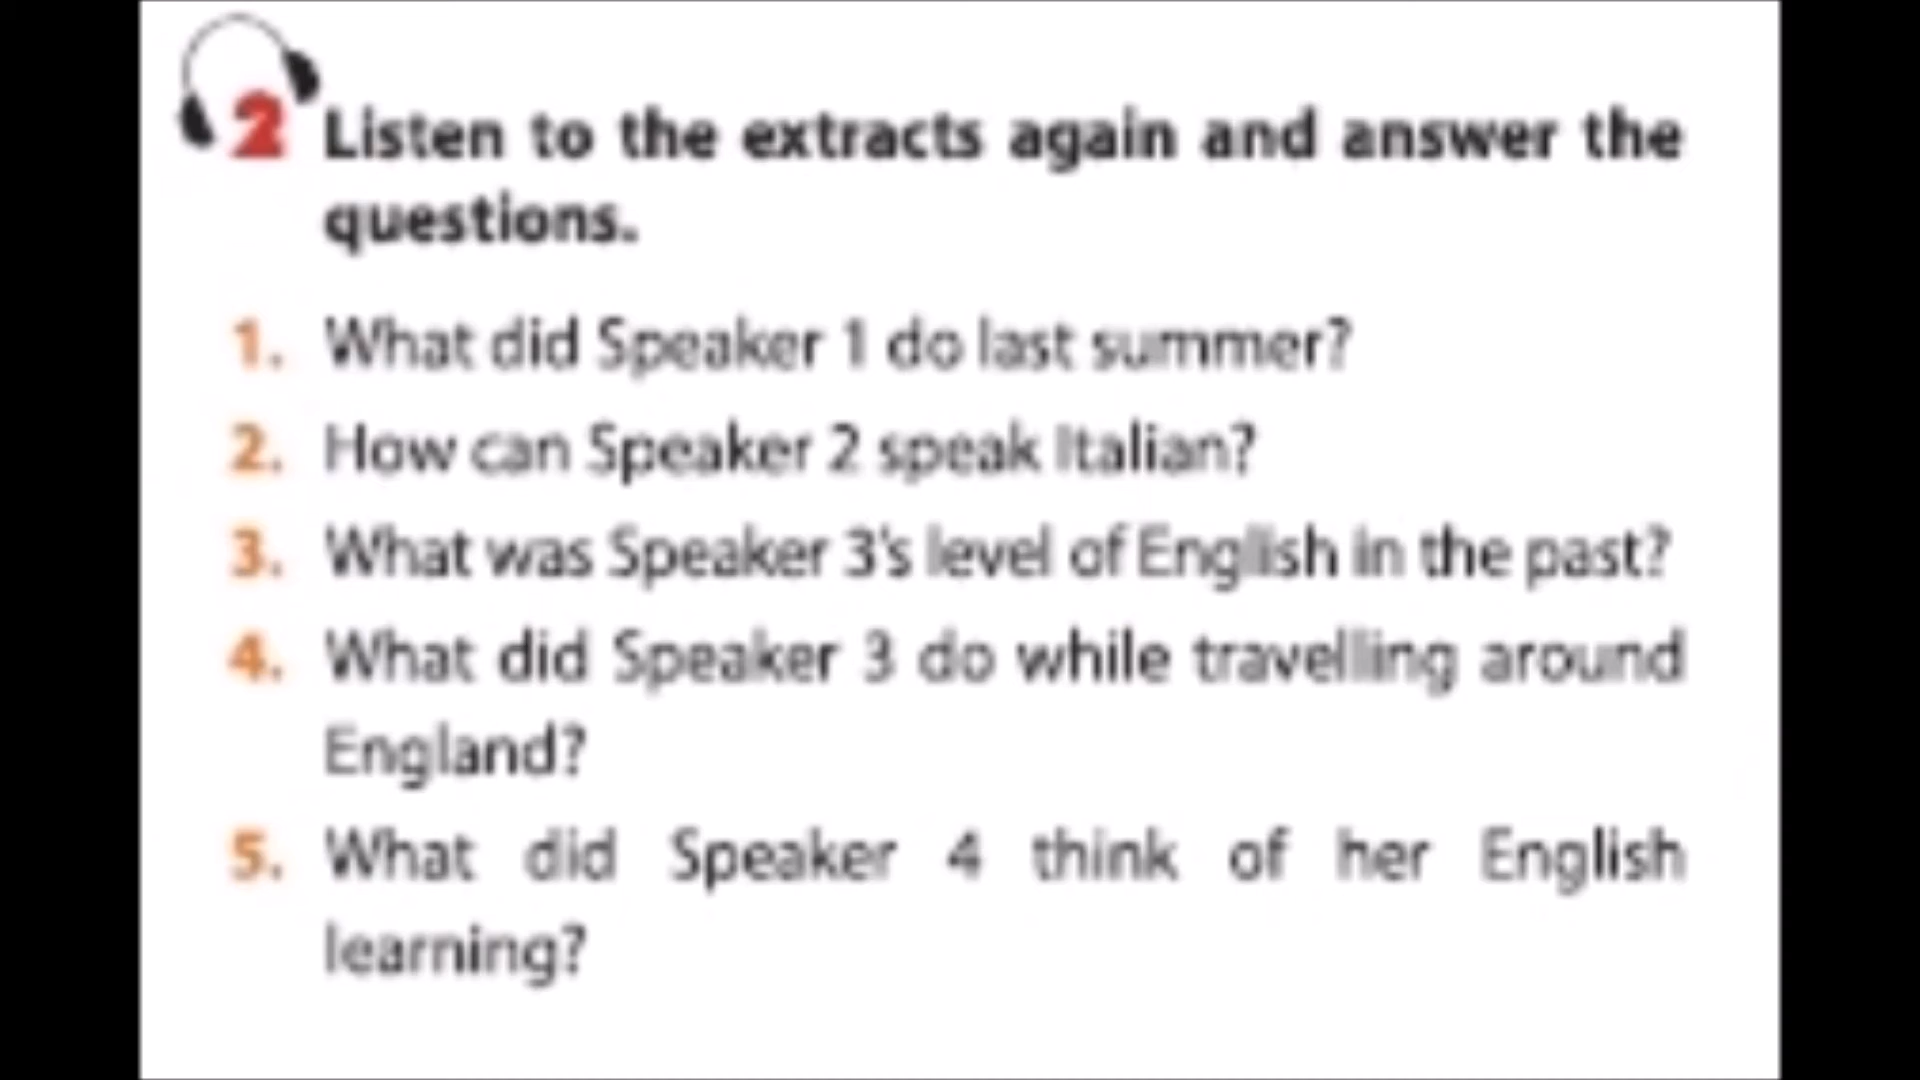 2 Listen to the extracts again and answer the
questions.
1. What did Speaker 1 do last summer?
2. How can Speaker 2 speak Italian?
3. What was Speaker 3's level of English in the past?
4. What did Speaker 3 do while travelling around
England?
5. What did Speaker 4 think of her English
learning?